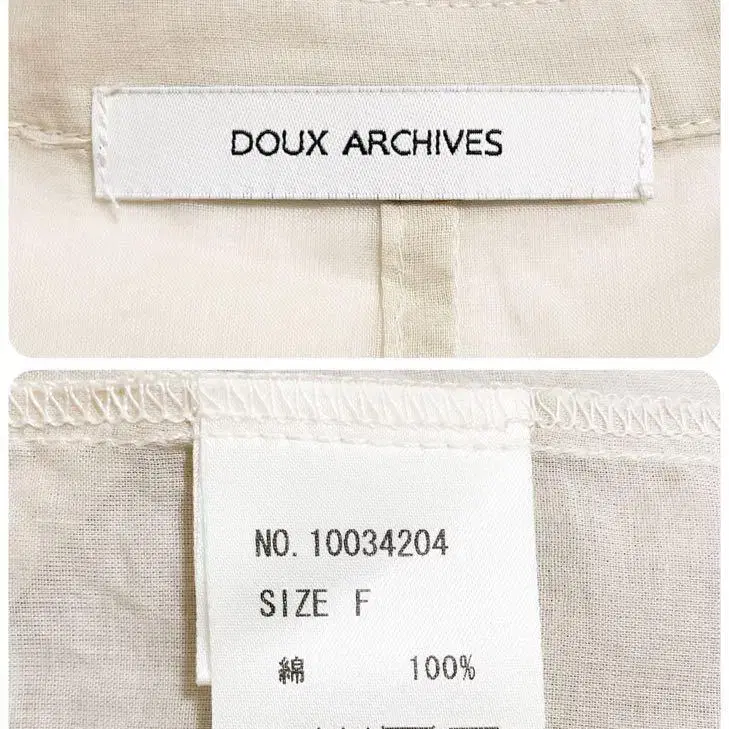 DOUX ARCHIVES
NO. 10034204
SIZE F
綿 100%